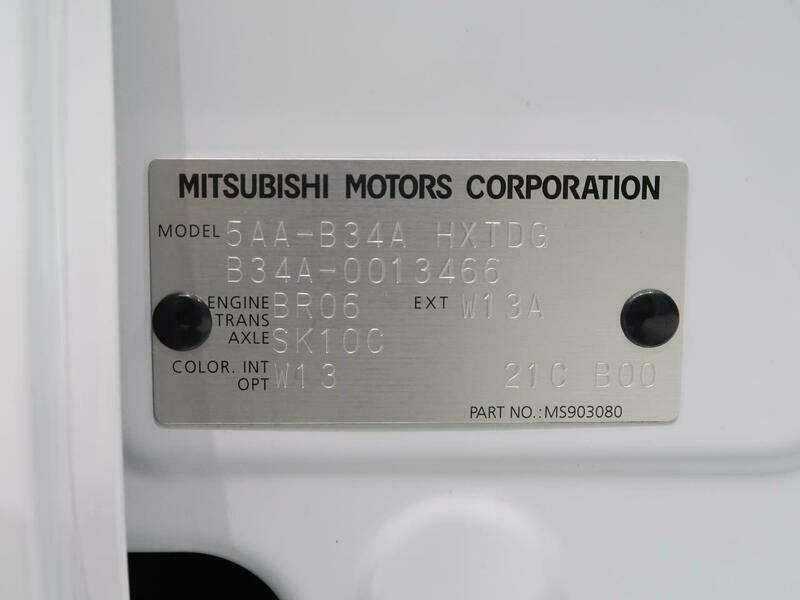 MITSUBISHI MOTORS CORPORATION
MODEL 5AA-B34A HXTDG
B34A-0013466
ENGINE BR06 EXT W13A
TRANS
AXLE SK10C
COLOR. INT W13 21C B00
OPT
PART NO.:MS903080